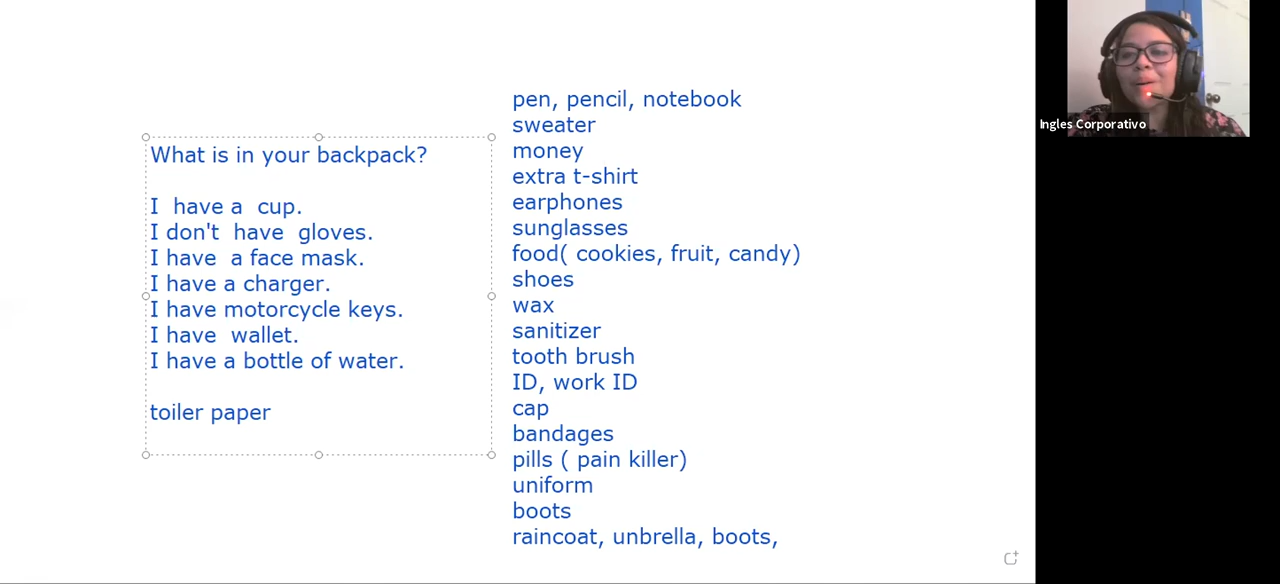 What is in your backpack?
I  have a  cup.
I don't  have  gloves.
I have  a face mask.
I have a charger.
I have motorcycle keys.
I have  wallet.
I have a bottle of water.
toiler paper
pen, pencil, notebook
sweater
money
extra t-shirt
earphones
sunglasses
food( cookies, fruit, candy)
shoes
wax
sanitizer
tooth brush
ID, work ID
cap
bandages
pills ( pain killer)
uniform
boots
raincoat, unbrella, boots,
Ingles Corporativo